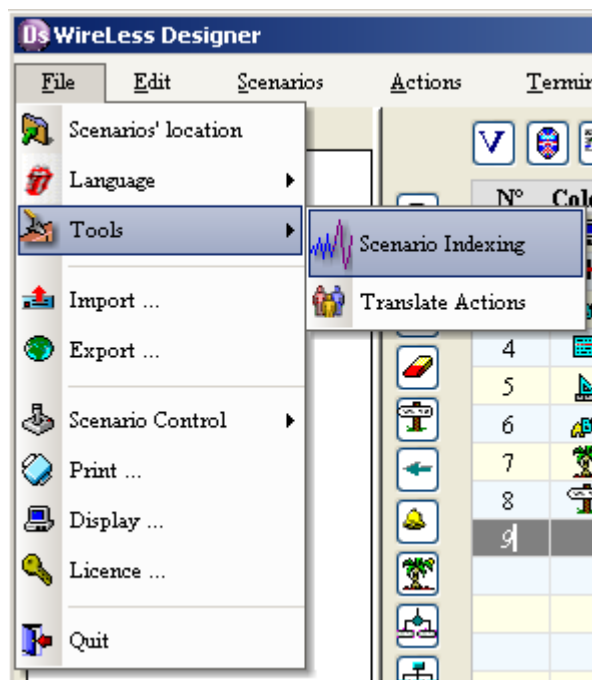 Ds WireLess Designer
File Edit Scenarios Actions
Scenarios' location
Language
Tools
Scenario Indexing
Translate Actions
Import ...
Export ...
Scenario Control
Print ...
Display ...
Licence ...
Quit
V
N°
4
5
6
7
8
9